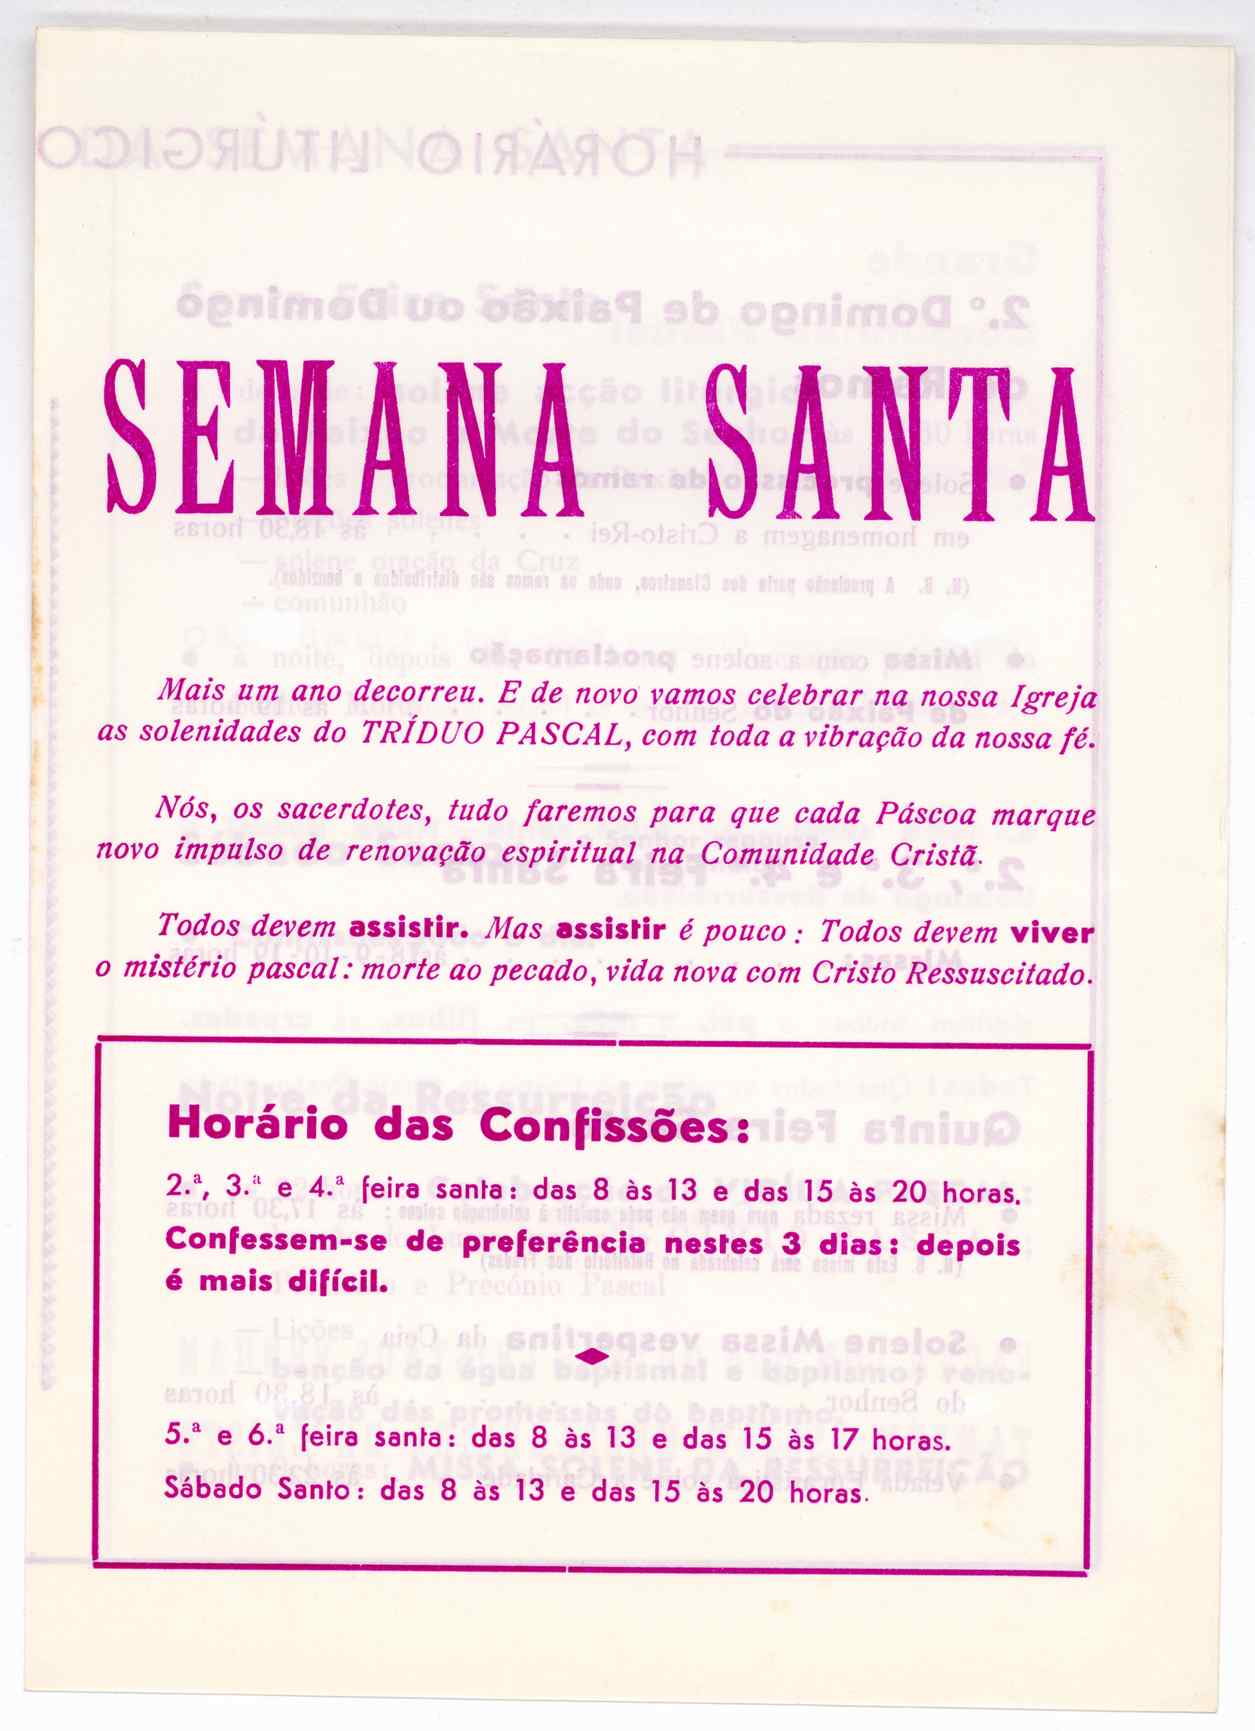 SEMANA SANTA
Mais um ano decorreu. E de novo vamos celebrar na nossa Igreja
as solenidades do TRÍDUO PASCAL, com toda a vibração da nossa fé.
Nós, os sacerdotes, tudo faremos para que cada Páscoa marque
novo impulso de renovação espiritual na Comunidade Cristã.
Todos devem assistir. Mas assistir é pouco: Todos devem viver
o mistério pascal: morte ao pecado, vida nova com Cristo Ressuscitado.
Horário das Confissões:
2.ª, 3.ª e 4.ª feira santa: das 8 às 13 e das 15 às 20 horas.
Confessem-se de preferência nestes 3 dias: depois
é mais difícil.
5.ª e 6.ª feira santa: das 8 às 13 e das 15 às 17 horas.
Sábado Santo: das 8 às 13 e das 15 às 20 horas.